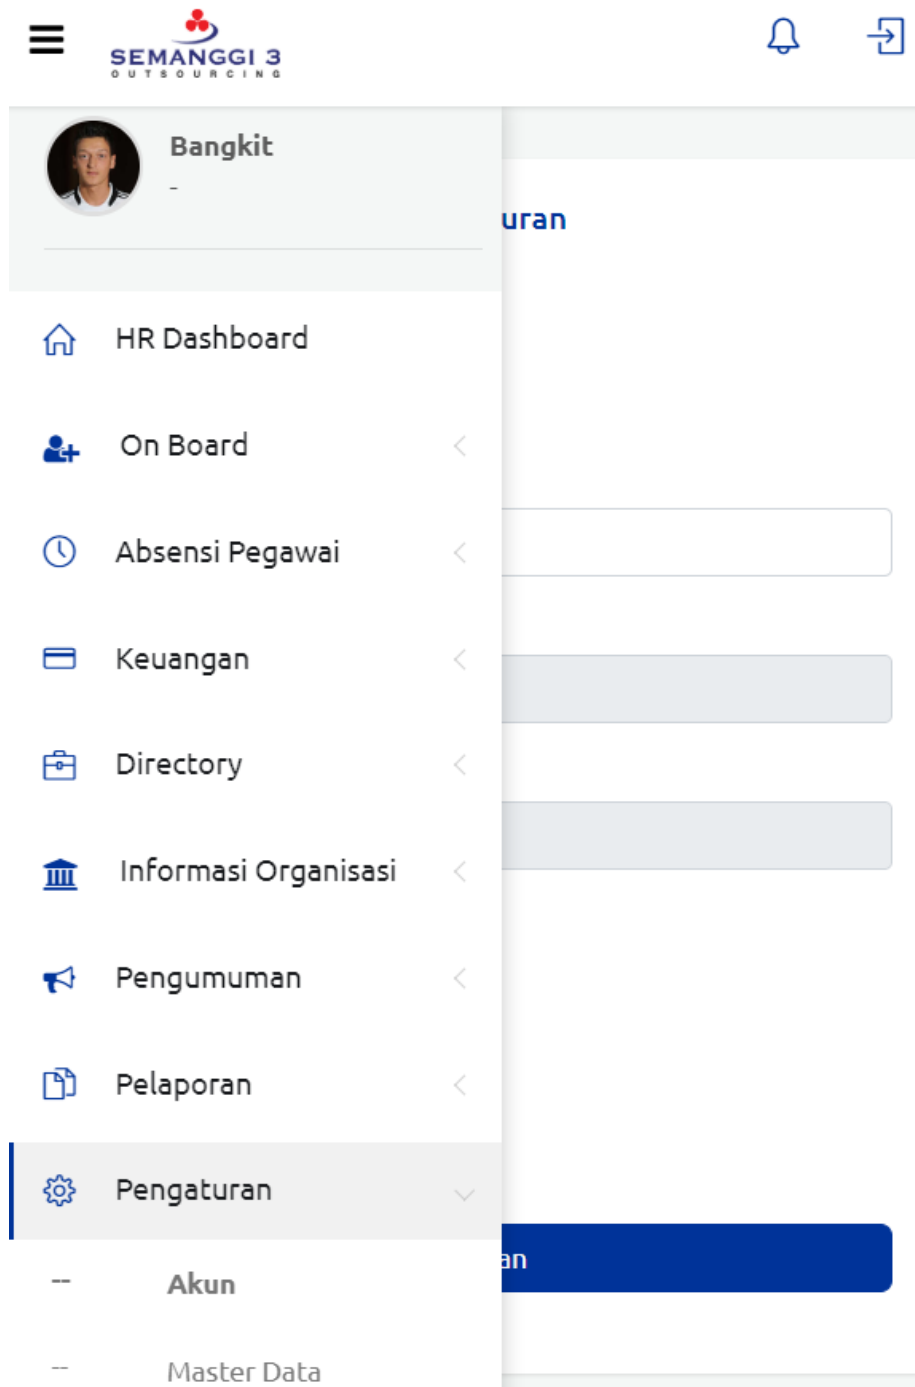 SEMANGGI 3
OUTSOURCING
Bangkit
-
uran
HR Dashboard
On Board
Absensi Pegawai
Keuangan
Directory
Informasi Organisasi
Pengumuman
Pelaporan
Pengaturan
an
-- Akun
-- Master Data